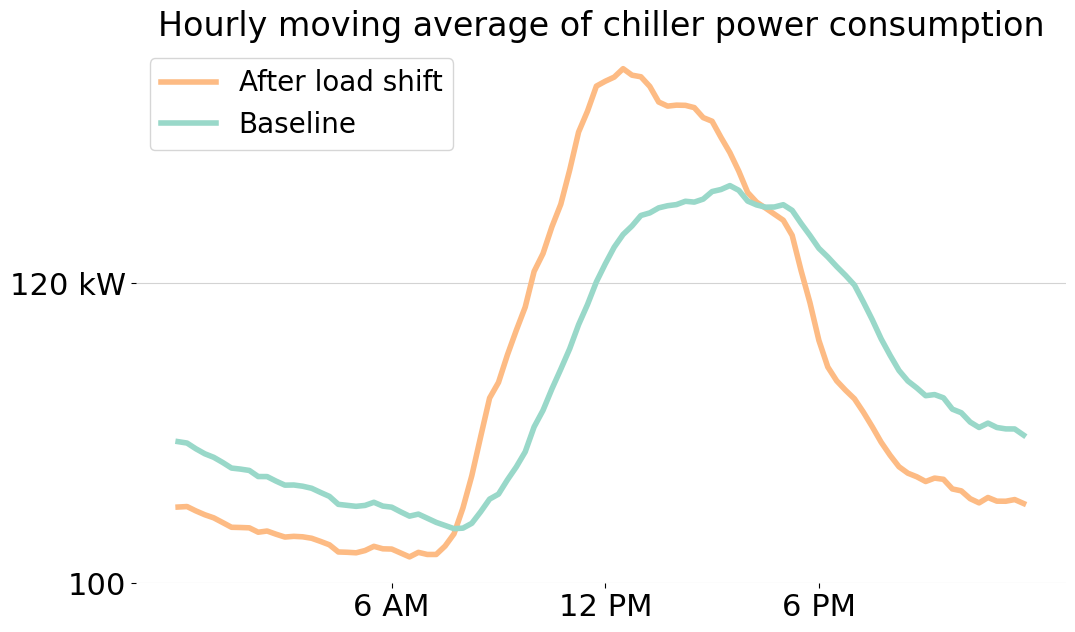 Hourly moving average of chiller power consumption
After load shift
Baseline
120 kW
100
6 AM 12 PM 6 PM